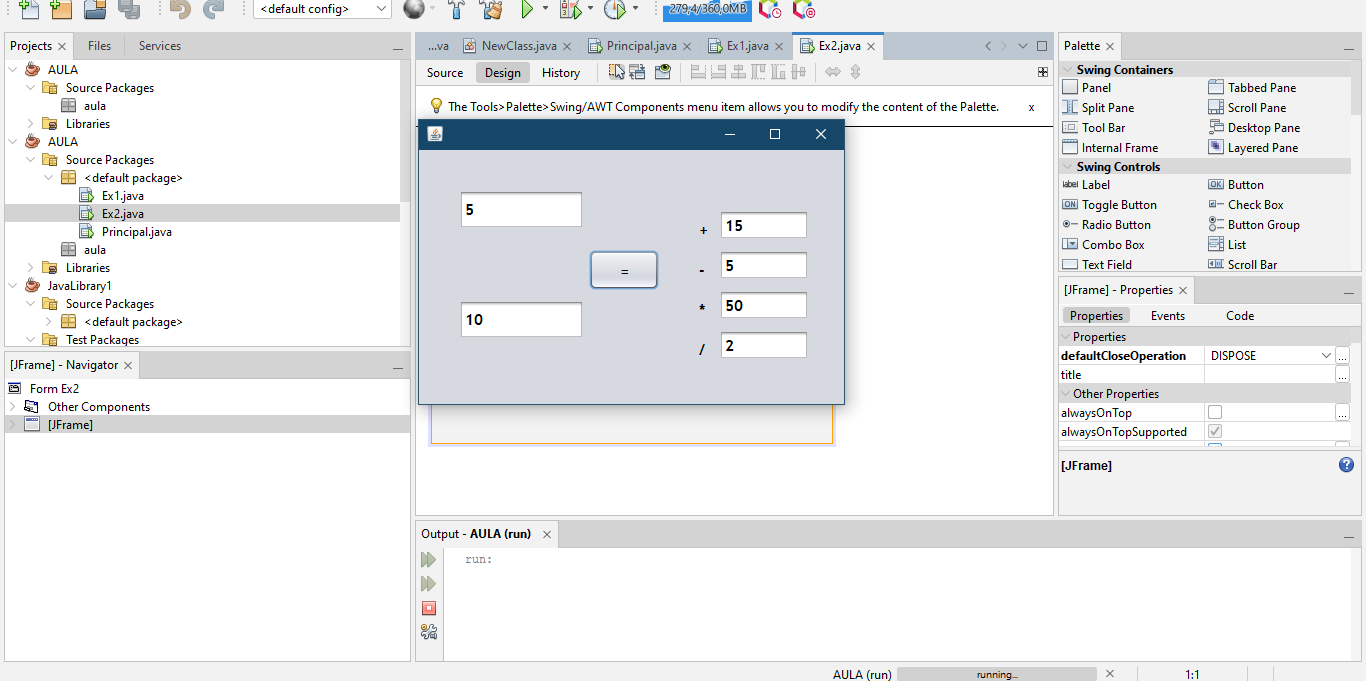 <default config>
279,4/360,0MB
Projects
Files
Services
AULA
Source Packages
aula
Libraries
AULA
Source Packages
<default package>
Ex1.java
Ex2.java
Principal.java
aula
Libraries
JavaLibrary1
Source Packages
<default package>
Test Packages
[JFrame] - Navigator
Form Ex2
Other Components
[JFrame]
...va
NewClass.java
Principal.java
Ex1.java
Ex2.java
Source
Design
History
The Tools>Palette>Swing/AWT Components menu item allows you to modify the content of the Palette.
x
5
10
=
+ 15
- 5
* 50
/ 2
Palette
Swing Containers
Panel
Tabbed Pane
Split Pane
Scroll Pane
Tool Bar
Desktop Pane
Internal Frame
Layered Pane
Swing Controls
label Label
OK Button
ON Toggle Button
Check Box
Radio Button
Button Group
Combo Box
List
Text Field
Scroll Bar
[JFrame] - Properties
Properties
Events
Code
Properties
defaultCloseOperation
DISPOSE
...
title
...
Other Properties
alwaysOnTop
...
alwaysOnTopSupported
[JFrame]
?
Output - AULA (run)
run:
AULA (run)
running...
1:1